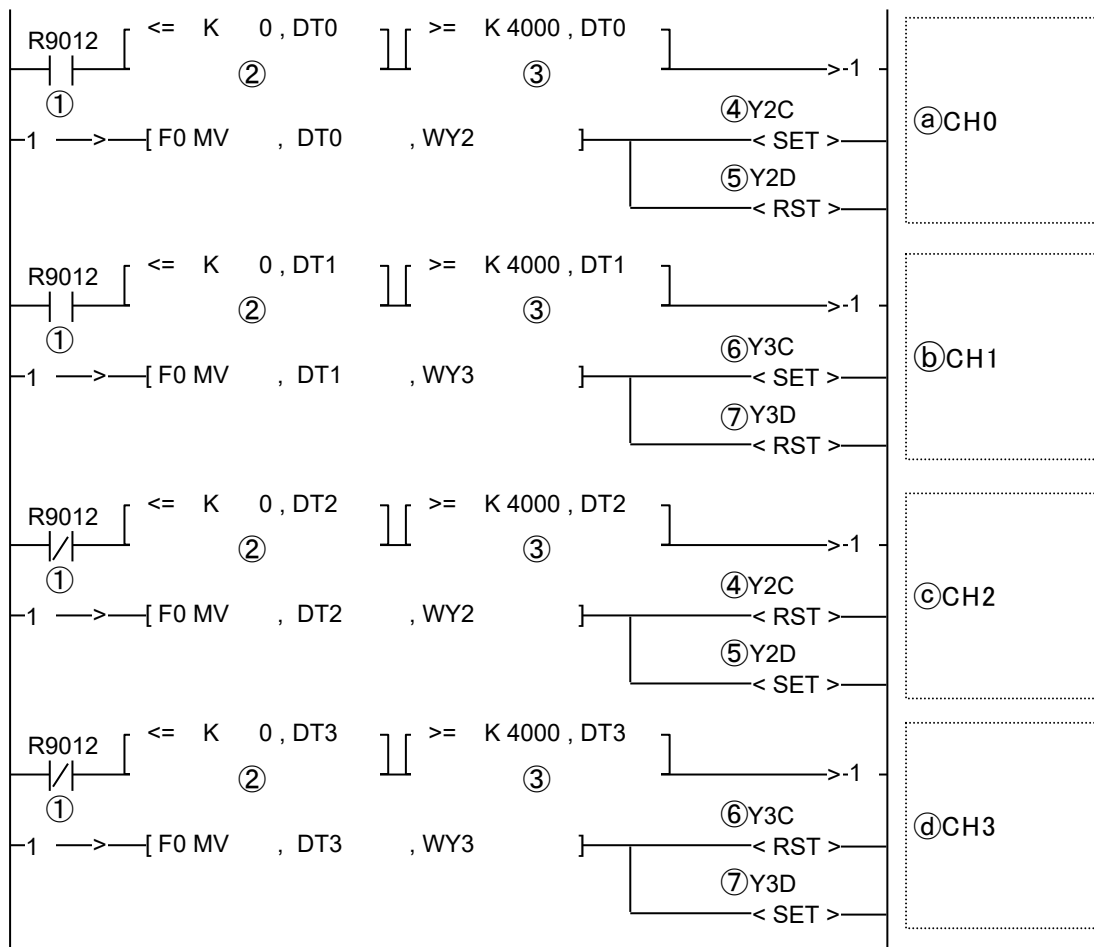 R9012 <= K 0 , DT0 >= K 4000 , DT0
① ② ③ >-1
④Y2C
1 > [ F0 MV , DT0 , WY2 ] < SET >
⑤Y2D
< RST >
ⓐCH0
R9012 <= K 0 , DT1 >= K 4000 , DT1
① ② ③ >-1
⑥Y3C
1 > [ F0 MV , DT1 , WY3 ] < SET >
⑦Y3D
< RST >
ⓑCH1
R9012 <= K 0 , DT2 >= K 4000 , DT2
① ② ③ >-1
④Y2C
1 > [ F0 MV , DT2 , WY2 ] < RST >
⑤Y2D
< SET >
ⓒCH2
R9012 <= K 0 , DT3 >= K 4000 , DT3
① ② ③ >-1
⑥Y3C
1 > [ F0 MV , DT3 , WY3 ] < RST >
⑦Y3D
< SET >
ⓓCH3